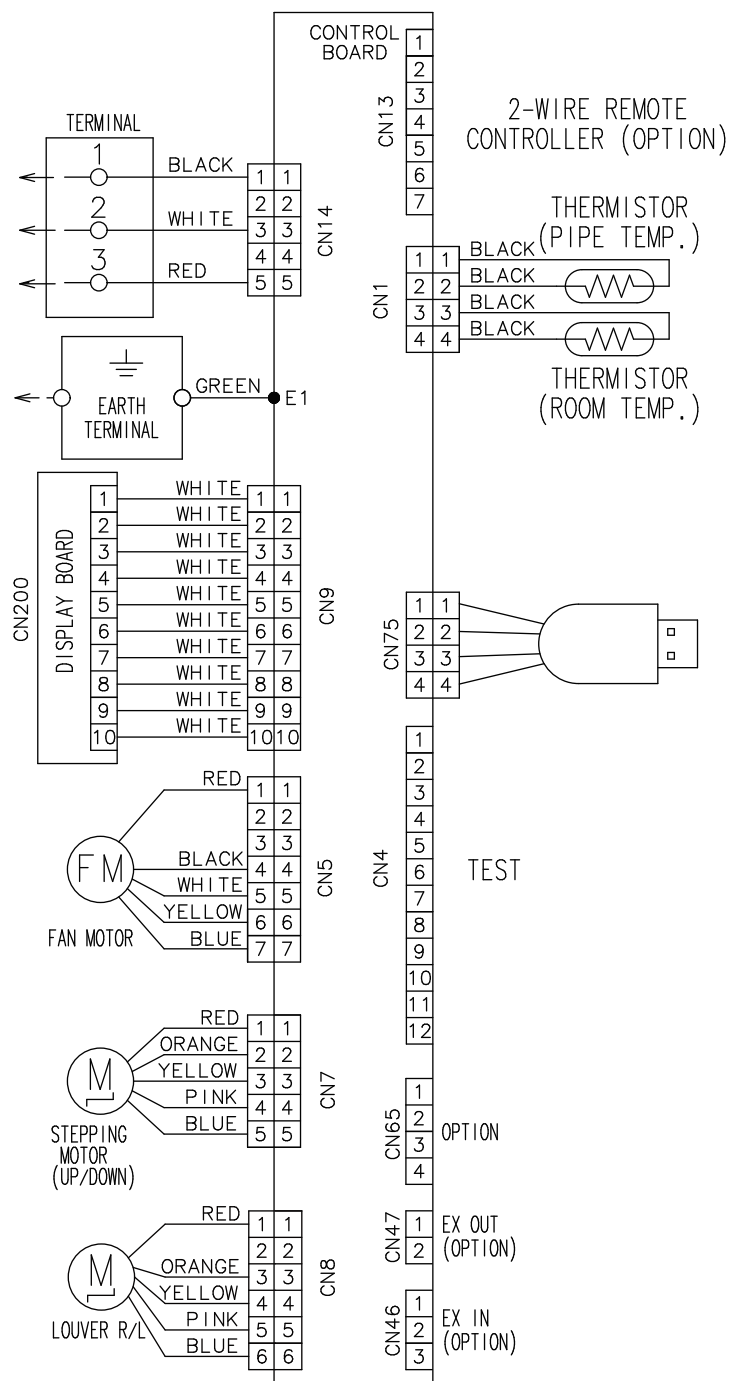 CONTROL
BOARD
CN13
1
2
3
4
5
6
7
2-WIRE REMOTE
CONTROLLER (OPTION)
TERMINAL
1
2
3
BLACK
WHITE
RED
1 1
2 2
3 3
4 4
5 5
CN14
THERMISTOR
(PIPE TEMP.)
CN1
1 1
2 2
3 3
4 4
BLACK
BLACK
BLACK
BLACK
THERMISTOR
(ROOM TEMP.)
EARTH
TERMINAL
GREEN
E1
CN200
DISPLAY BOARD
1
2
3
4
5
6
7
8
9
10
WHITE
WHITE
WHITE
WHITE
WHITE
WHITE
WHITE
WHITE
WHITE
WHITE
1 1
2 2
3 3
4 4
5 5
6 6
7 7
8 8
9 9
10 10
CN9
CN75
1 1
2 2
3 3
4 4
FM
FAN MOTOR
RED
BLACK
WHITE
YELLOW
BLUE
1 1
2 2
3 3
4 4
5 5
6 6
7 7
CN5
CN4
1
2
3
4
5
6
7
8
9
10
11
12
TEST
M
STEPPING
MOTOR
(UP/DOWN)
RED
ORANGE
YELLOW
PINK
BLUE
1 1
2 2
3 3
4 4
5 5
CN7
CN65
1
2
3
4
OPTION
M
LOUVER R/L
RED
ORANGE
YELLOW
PINK
BLUE
1 1
2 2
3 3
4 4
5 5
6 6
CN8
CN47
1
2
EX OUT
(OPTION)
CN46
1
2
3
EX IN
(OPTION)